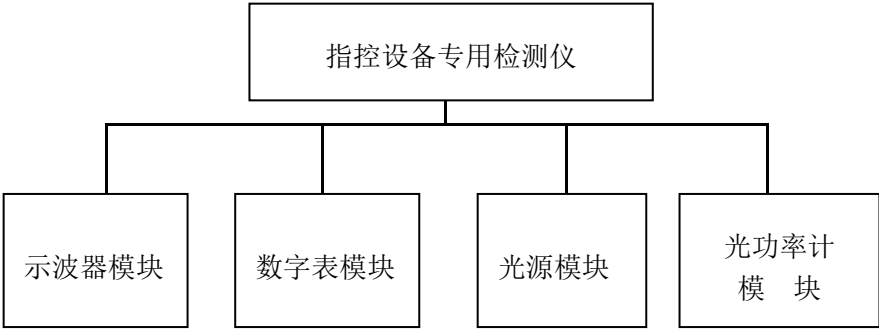 指控设备专用检测仪
示波器模块
数字表模块
光源模块
光功率计
模 块